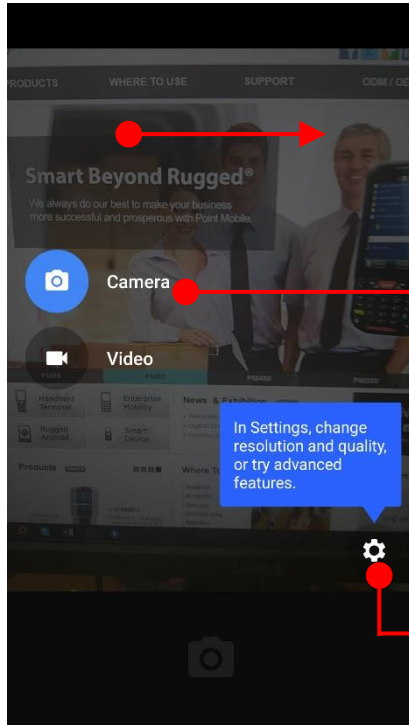 PRODUCTS WHERE TO USE SUPPORT ODM / OE
Smart Beyond Rugged®
We always do our best to make your business
more successful and prosperous with Point Mobile.
Camera
Video
PM80 PM450
Handheld
Terminal
Enterprise
Mobility
News & Exhibition
Rugged
Android
Smart
Device
In Settings, change
resolution and quality,
or try advanced
features.
Products
Where To